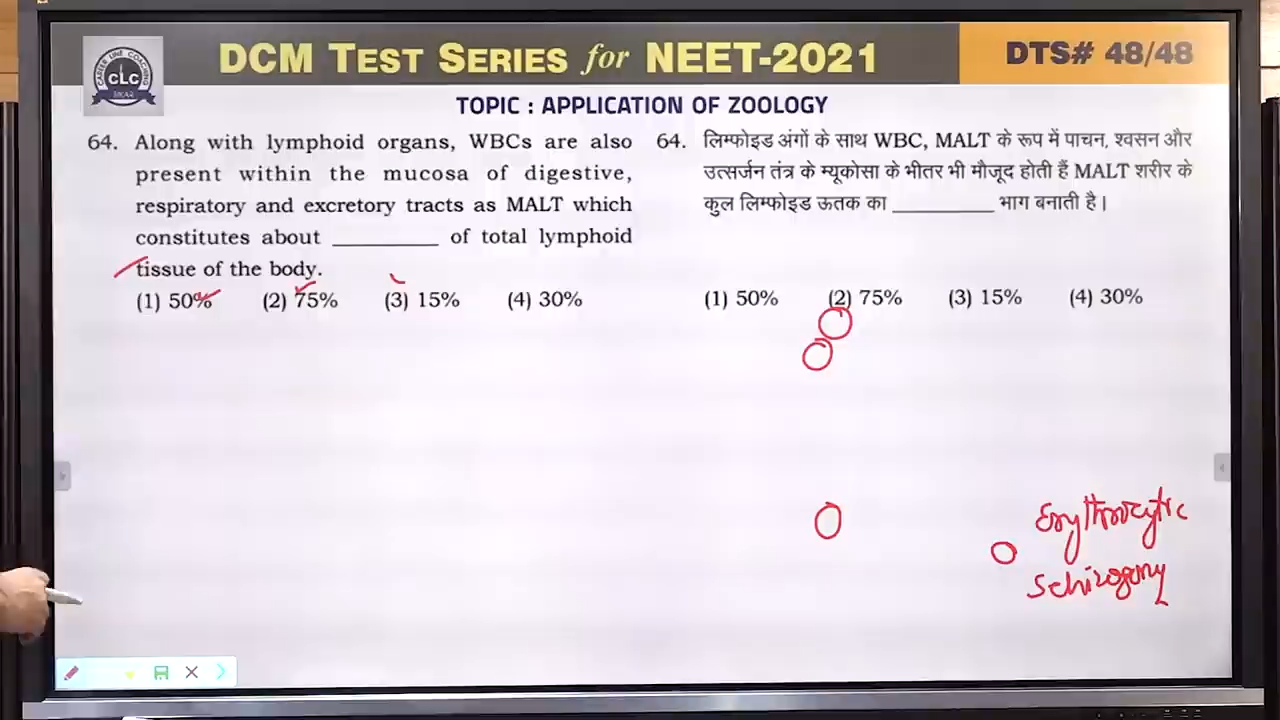 DCM TEST SERIES for NEET-2021
DTS# 48/48
CAREER LINE COACHING
CLC
SIKAR
TOPIC : APPLICATION OF ZOOLOGY
64. Along with lymphoid organs, WBCs are also
present within the mucosa of digestive,
respiratory and excretory tracts as MALT which
constitutes about __________ of total lymphoid
tissue of the body.
(1) 50% (2) 75% (3) 15% (4) 30%
64. लिम्फोइड अंगों के साथ WBC, MALT के रूप में पाचन, श्वसन और
उत्सर्जन तंत्र के म्यूकोसा के भीतर भी मौजूद होती हैं MALT शरीर के
कुल लिम्फोइड ऊतक का __________ भाग बनाती है।
(1) 50% (2) 75% (3) 15% (4) 30%
Erythrocytic
Schizogony